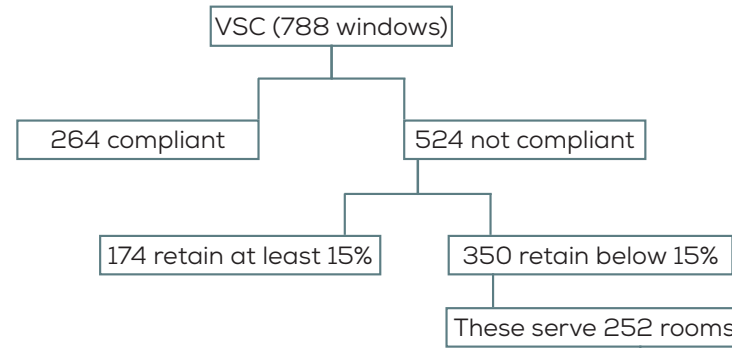 VSC (788 windows)
264 compliant
524 not compliant
174 retain at least 15%
350 retain below 15%
These serve 252 rooms